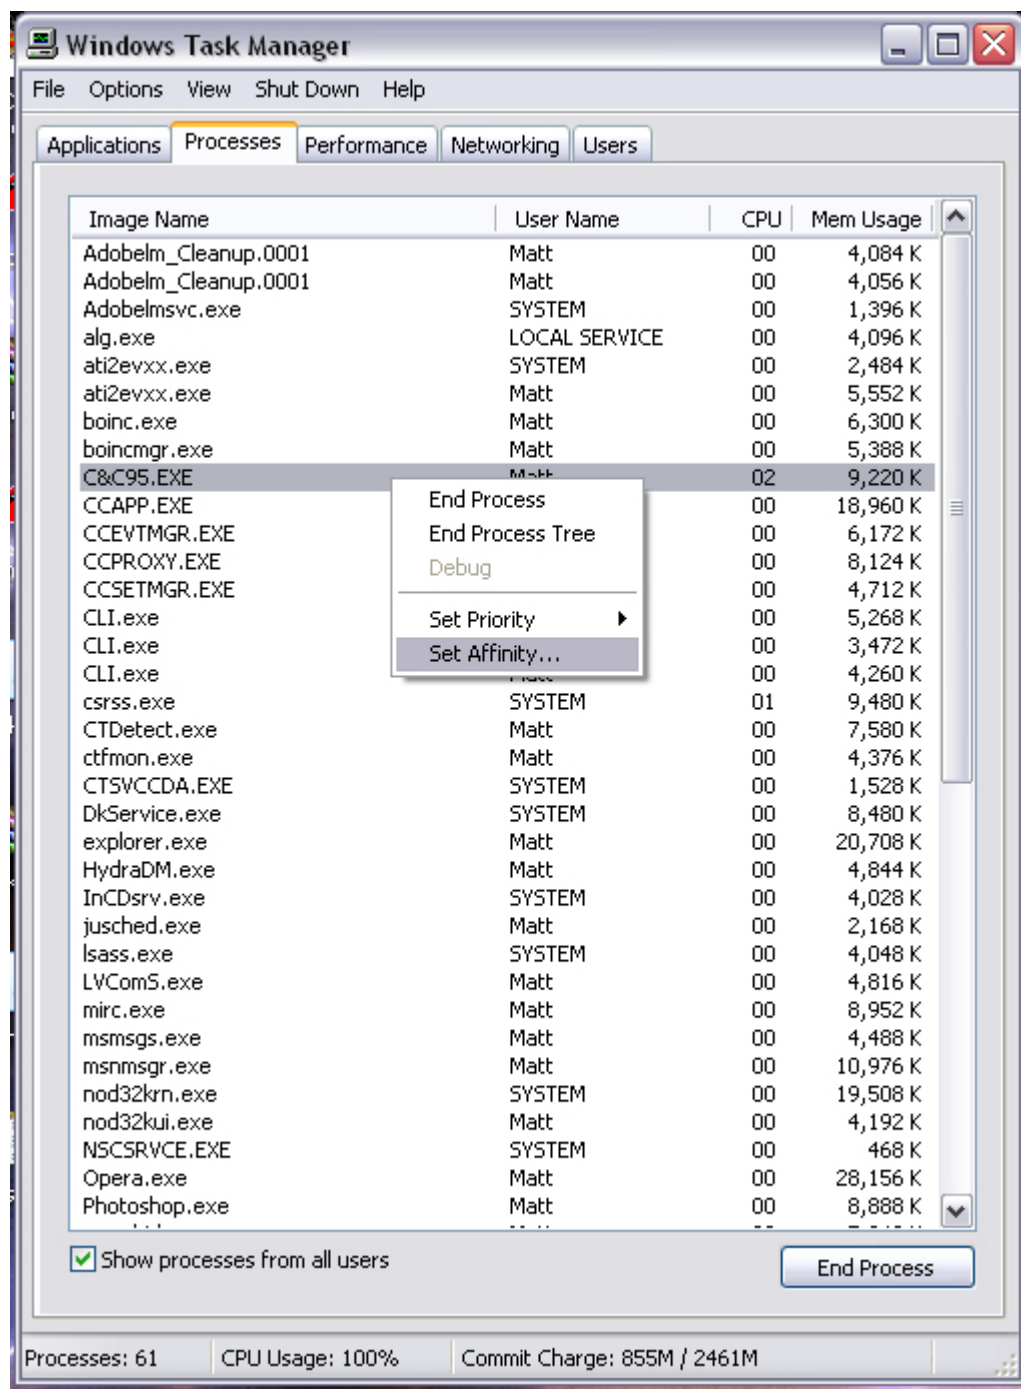 Windows Task Manager
File Options View Shut Down Help
Applications Processes Performance Networking Users
Image Name User Name CPU Mem Usage
Adobelm_Cleanup.0001 Matt 00 4,084 K
Adobelm_Cleanup.0001 Matt 00 4,056 K
Adobelmsvc.exe SYSTEM 00 1,396 K
alg.exe LOCAL SERVICE 00 4,096 K
ati2evxx.exe SYSTEM 00 2,484 K
ati2evxx.exe Matt 00 5,552 K
boinc.exe Matt 00 6,300 K
boincmgr.exe Matt 00 5,388 K
C&C95.EXE Matt 02 9,220 K
CCAPP.EXE 00 18,960 K
CCEVTMGR.EXE 00 6,172 K
CCPROXY.EXE 00 8,124 K
CCSETMGR.EXE 00 4,712 K
CLI.exe 00 5,268 K
CLI.exe 00 3,472 K
CLI.exe Matt 00 4,260 K
End Process
End Process Tree
Debug
Set Priority
Set Affinity...
csrss.exe SYSTEM 01 9,480 K
CTDetect.exe Matt 00 7,580 K
ctfmon.exe Matt 00 4,376 K
CTSVCCDA.EXE SYSTEM 00 1,528 K
DkService.exe SYSTEM 00 8,480 K
explorer.exe Matt 00 20,708 K
HydraDM.exe Matt 00 4,844 K
InCDsrv.exe SYSTEM 00 4,028 K
jusched.exe Matt 00 2,168 K
lsass.exe SYSTEM 00 4,048 K
LVComS.exe Matt 00 4,816 K
mirc.exe Matt 00 8,952 K
msmsgs.exe Matt 00 4,488 K
msnmsgr.exe Matt 00 10,976 K
nod32krn.exe SYSTEM 00 19,508 K
nod32kui.exe Matt 00 4,192 K
NSCSRVCE.EXE SYSTEM 00 468 K
Opera.exe Matt 00 28,156 K
Photoshop.exe Matt 00 8,888 K
Show processes from all users
End Process
Processes: 61 CPU Usage: 100% Commit Charge: 855M / 2461M